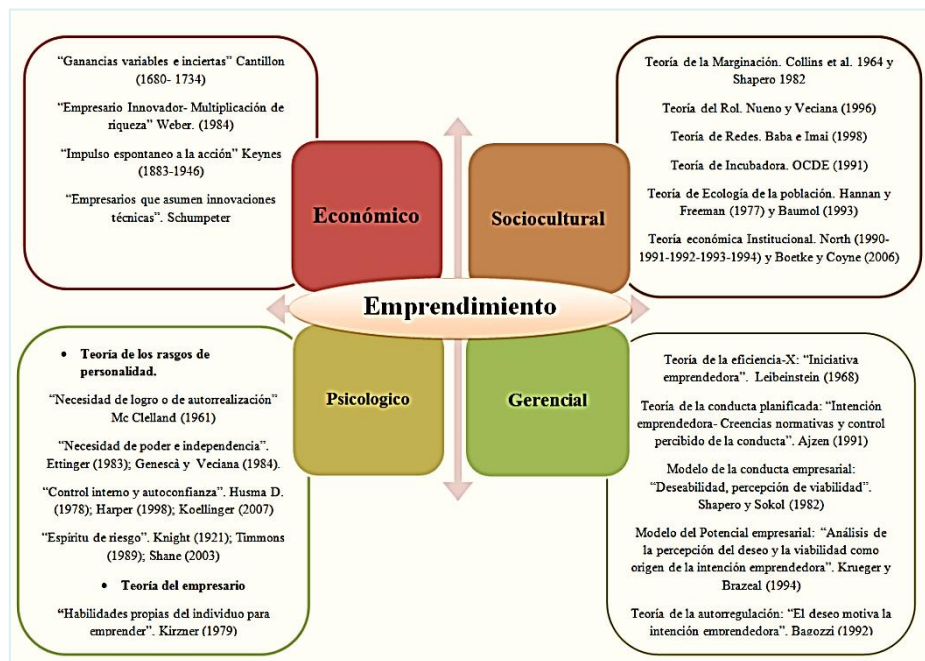 “Ganancias variables e inciertas” Cantillon
(1680- 1734)
“Empresario Innovador- Multiplicación de
riqueza” Weber. (1984)
“Impulso espontaneo a la acción” Keynes
(1883-1946)
“Empresarios que asumen innovaciones
técnicas”. Schumpeter
Económico
Teoría de la Marginación. Collins et al. 1964 y
Shapero 1982
Teoría del Rol. Nueno y Veciana (1996)
Teoría de Redes. Baba e Imai (1998)
Teoría de Incubadora. OCDE (1991)
Teoría de Ecología de la población. Hannan y
Freeman (1977) y Baumol (1993)
Teoría económica Institucional. North (1990-
1991-1992-1993-1994) y Boetke y Coyne (2006)
Sociocultural
Emprendimiento
• Teoría de los rasgos de
personalidad.
“Necesidad de logro o de autorrealización”
Mc Clelland (1961)
“Necesidad de poder e independencia”.
Ettinger (1983); Genescà y Veciana (1984).
“Control interno y autoconfianza”. Husma D.
(1978); Harper (1998); Koellinger (2007)
“Espíritu de riesgo”. Knight (1921); Timmons
(1989); Shane (2003)
• Teoría del empresario
“Habilidades propias del individuo para
emprender”. Kirzner (1979)
Psicologico
Gerencial
Teoría de la eficiencia-X: “Iniciativa
emprendedora”. Leibeinstein (1968)
Teoría de la conducta planificada: “Intención
emprendedora- Creencias normativas y control
percibido de la conducta”. Ajzen (1991)
Modelo de la conducta empresarial:
“Deseabilidad, percepción de viabilidad”.
Shapero y Sokol
(1982)
Modelo del Potencial empresarial: “Análisis de
la percepción del deseo y la viabilidad como
origen de la intención emprendedora”. Krueger y
Brazeal (1994)
Teoría de la autorregulación: “El deseo motiva la
intención emprendedora”. Bagozzi (1992)